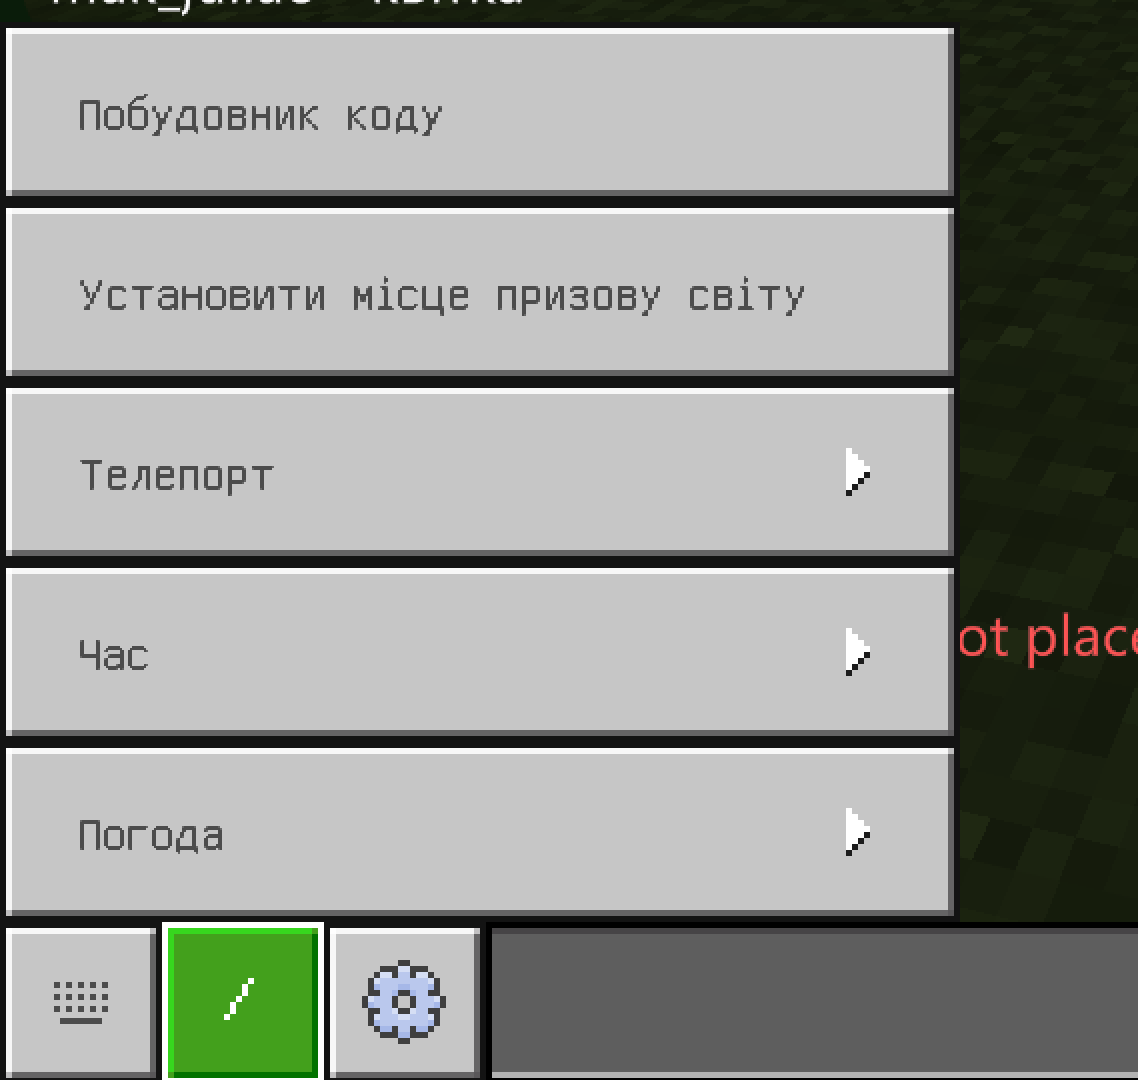 Побудовник коду
Установити місце призову світу
Телепорт
Час
ot place
Погода
/